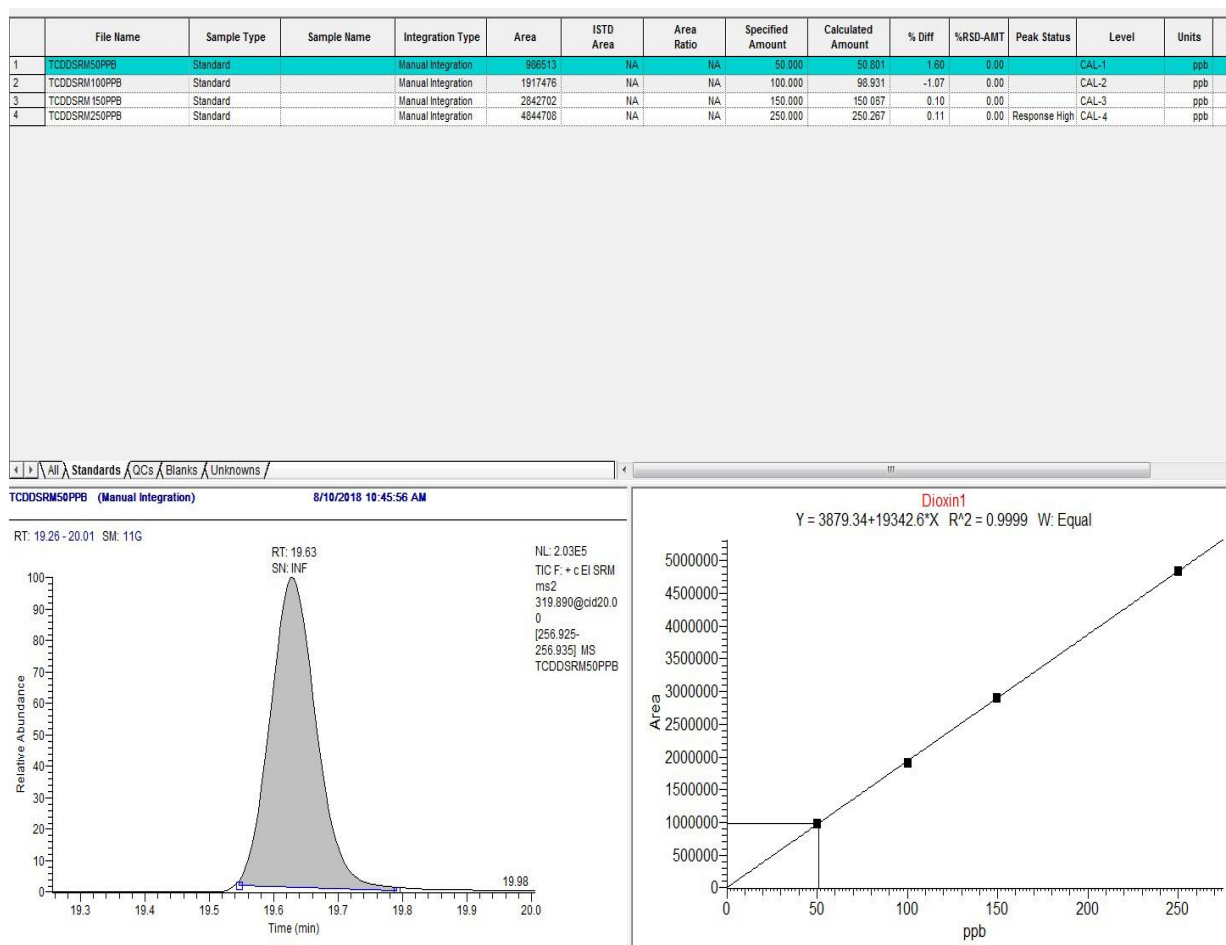 File Name Sample Type Sample Name Integration Type Area ISTD Area Area Ratio Specified Amount Calculated Amount % Diff %RSD-AMT Peak Status Level Units
1 TCDDSRM50PPB Standard Manual Integration 986513 NA NA 50.000 50.801 1.60 0.00 CAL-1 ppb
2 TCDDSRM100PPB Standard Manual Integration 1917476 NA NA 100.000 98.931 -1.07 0.00 CAL-2 ppb
3 TCDDSRM150PPB Standard Manual Integration 2842702 NA NA 150.000 150 067 0.10 0.00 CAL-3 ppb
4 TCDDSRM250PPB Standard Manual Integration 4844708 NA NA 250.000 250.267 0.11 0.00 Response High CAL-4 ppb
All Standards QCs Blanks Unknowns
TCDDSRM50PPB (Manual Integration) 8/10/2018 10:45:56 AM
RT: 19.26 - 20.01 SM: 11G
RT: 19.63
SN: INF
NL: 2.03E5
TIC F: + c EI SRM
ms2
319.890@cid20.0
0
[256.925-
256.935] MS
TCDDSRM50PPB
100
90
80
70
60
50
40
30
20
10
0
Relative Abundance
19.98
19.3 19.4 19.5 19.6 19.7 19.8 19.9 20.0
Time (min)
Dioxin1
Y = 3879.34+19342.6*X R^2 = 0.9999 W: Equal
5000000
4500000
4000000
3500000
3000000
2500000
2000000
1500000
1000000
500000
0
Area
0 50 100 150 200 250
ppb